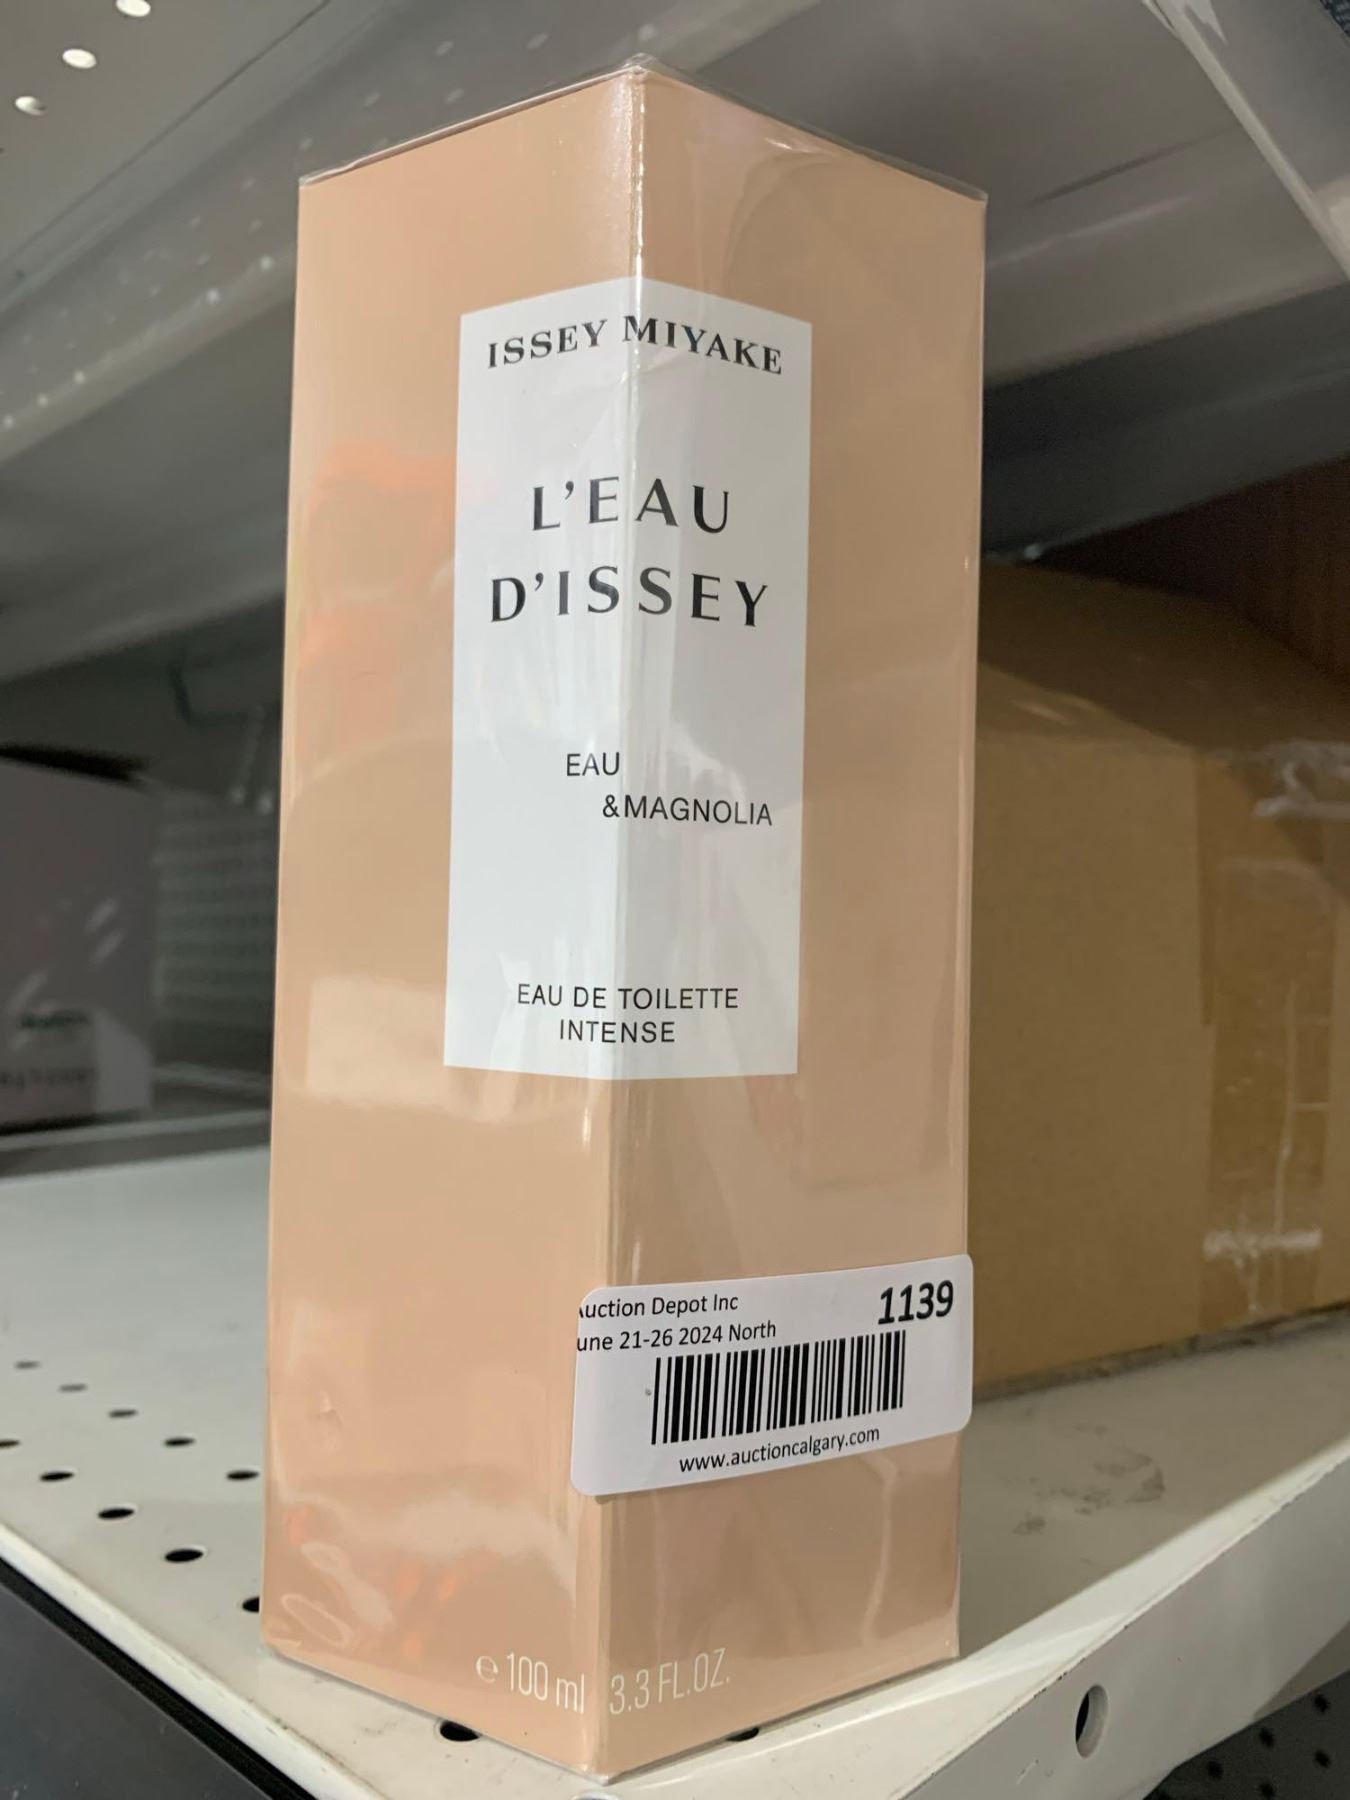 ISSEY MIYAKE
L'EAU
D'ISSEY
EAU
&MAGNOLIA
EAU DE TOILETTE
INTENSE
uction Depot Inc
1139
une 21-26 2024 North
www.auctioncalgary.com
e 100 ml 3.3 FL.OZ.